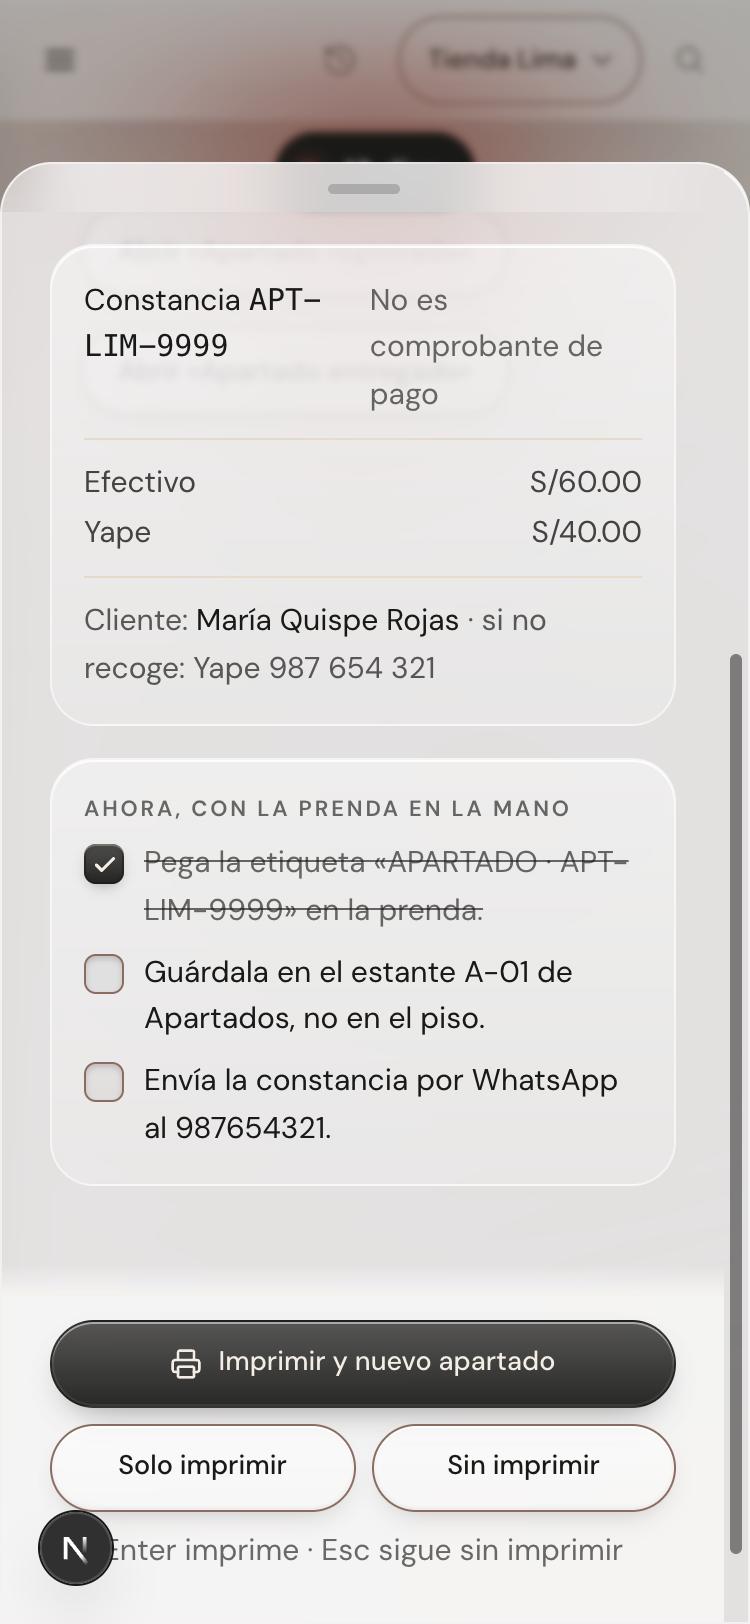 Tienda Lima
Constancia APT-
LIM-9999
No es
comprobante de
pago
Efectivo S/60.00
Yape S/40.00
Cliente: María Quispe Rojas · si no
recoge: Yape 987 654 321
AHORA, CON LA PRENDA EN LA MANO
Pega la etiqueta «APARTADO · APT-
LIM-9999» en la prenda.
Guárdala en el estante A-01 de
Apartados, no en el piso.
Envía la constancia por WhatsApp
al 987654321.
Imprimir y nuevo apartado
Solo imprimir
Sin imprimir
N
Enter imprime · Esc sigue sin imprimir